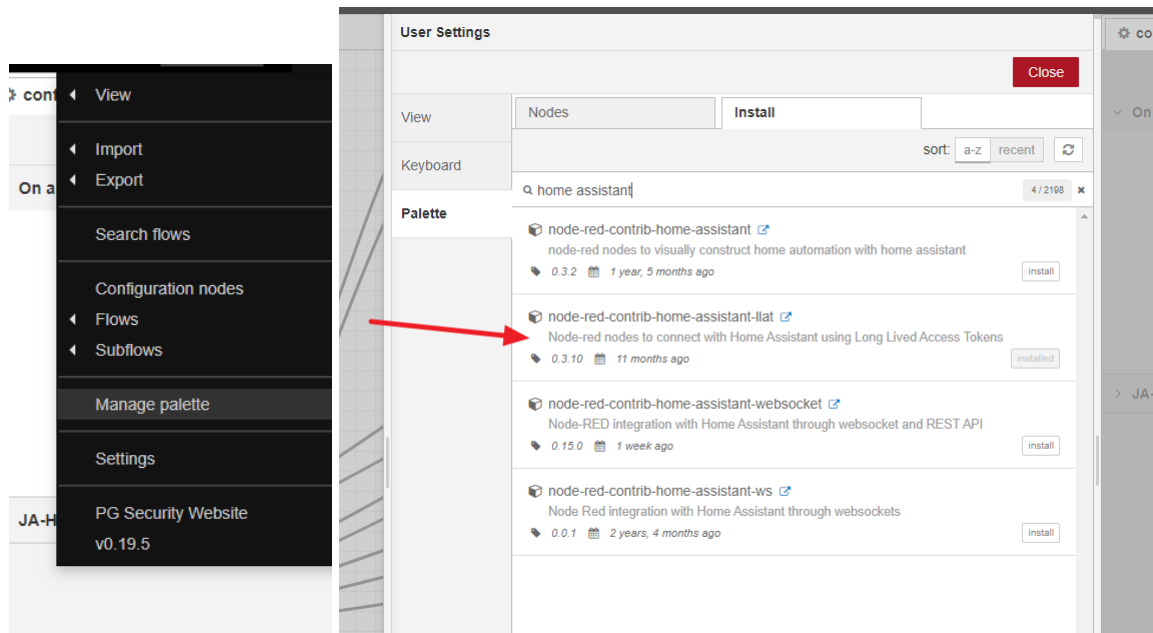 conf
View
Import
Export
On a
Search flows
Configuration nodes
Flows
Subflows
Manage palette
Settings
JA-H
PG Security Website
v0.19.5
User Settings
Close
View
Keyboard
Palette
Nodes
Install
sort: a-z recent
home assistant
4 / 2198
node-red-contrib-home-assistant
node-red nodes to visually construct home automation with home assistant
0.3.2 1 year, 5 months ago
install
node-red-contrib-home-assistant-llat
Node-red nodes to connect with Home Assistant using Long Lived Access Tokens
0.3.10 11 months ago
installed
node-red-contrib-home-assistant-websocket
Node-RED integration with Home Assistant through websocket and REST API
0.15.0 1 week ago
install
node-red-contrib-home-assistant-ws
Node Red integration with Home Assistant through websockets
0.0.1 2 years, 4 months ago
install
co
On
JA-